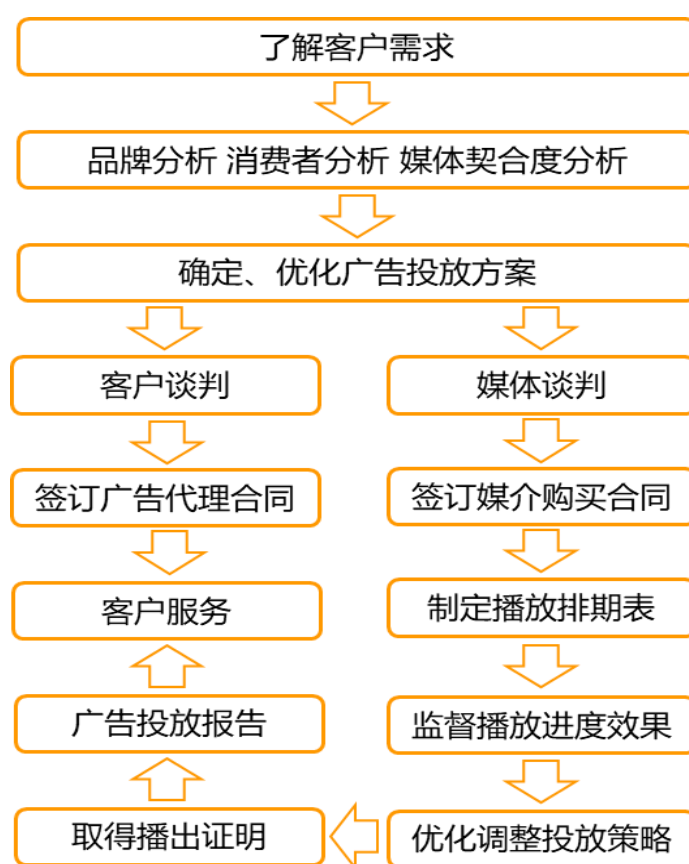 了解客户需求
品牌分析 消费者分析 媒体契合度分析
确定、优化广告投放方案
客户谈判
媒体谈判
签订广告代理合同
签订媒介购买合同
客户服务
制定播放排期表
广告投放报告
监督播放进度效果
取得播出证明
优化调整投放策略